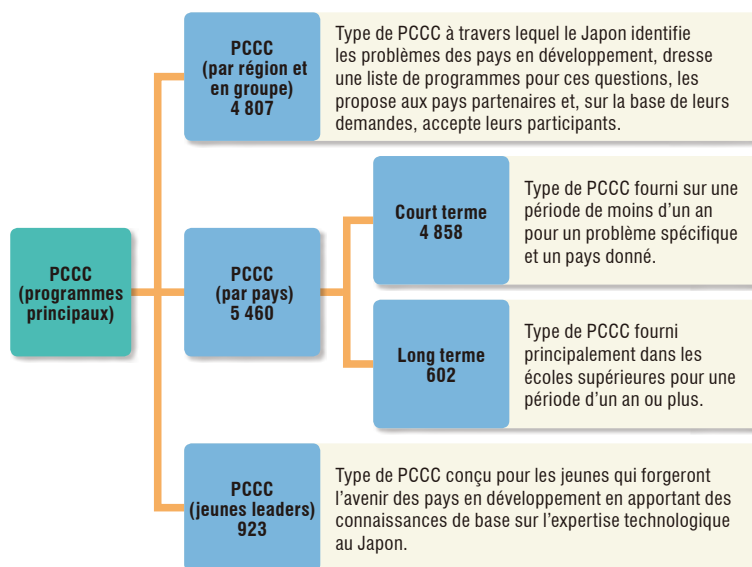 PCCC
(par région et
en groupe)
4 807
Type de PCCC à travers lequel le Japon identifie
les problèmes des pays en développement, dresse
une liste de programmes pour ces questions, les
propose aux pays partenaires et, sur la base de leurs
demandes, accepte leurs participants.
PCCC
(programmes
principaux)
PCCC
(par pays)
5 460
Court terme
4 858
Type de PCCC fourni sur une
période de moins d’un an
pour un problème spécifique
et un pays donné.
Long terme
602
Type de PCCC fourni
principalement dans les
écoles supérieures pour une
période d’un an ou plus.
PCCC
(jeunes leaders)
923
Type de PCCC conçu pour les jeunes qui forgeront
l’avenir des pays en développement en apportant des
connaissances de base sur l’expertise technologique
au Japon.